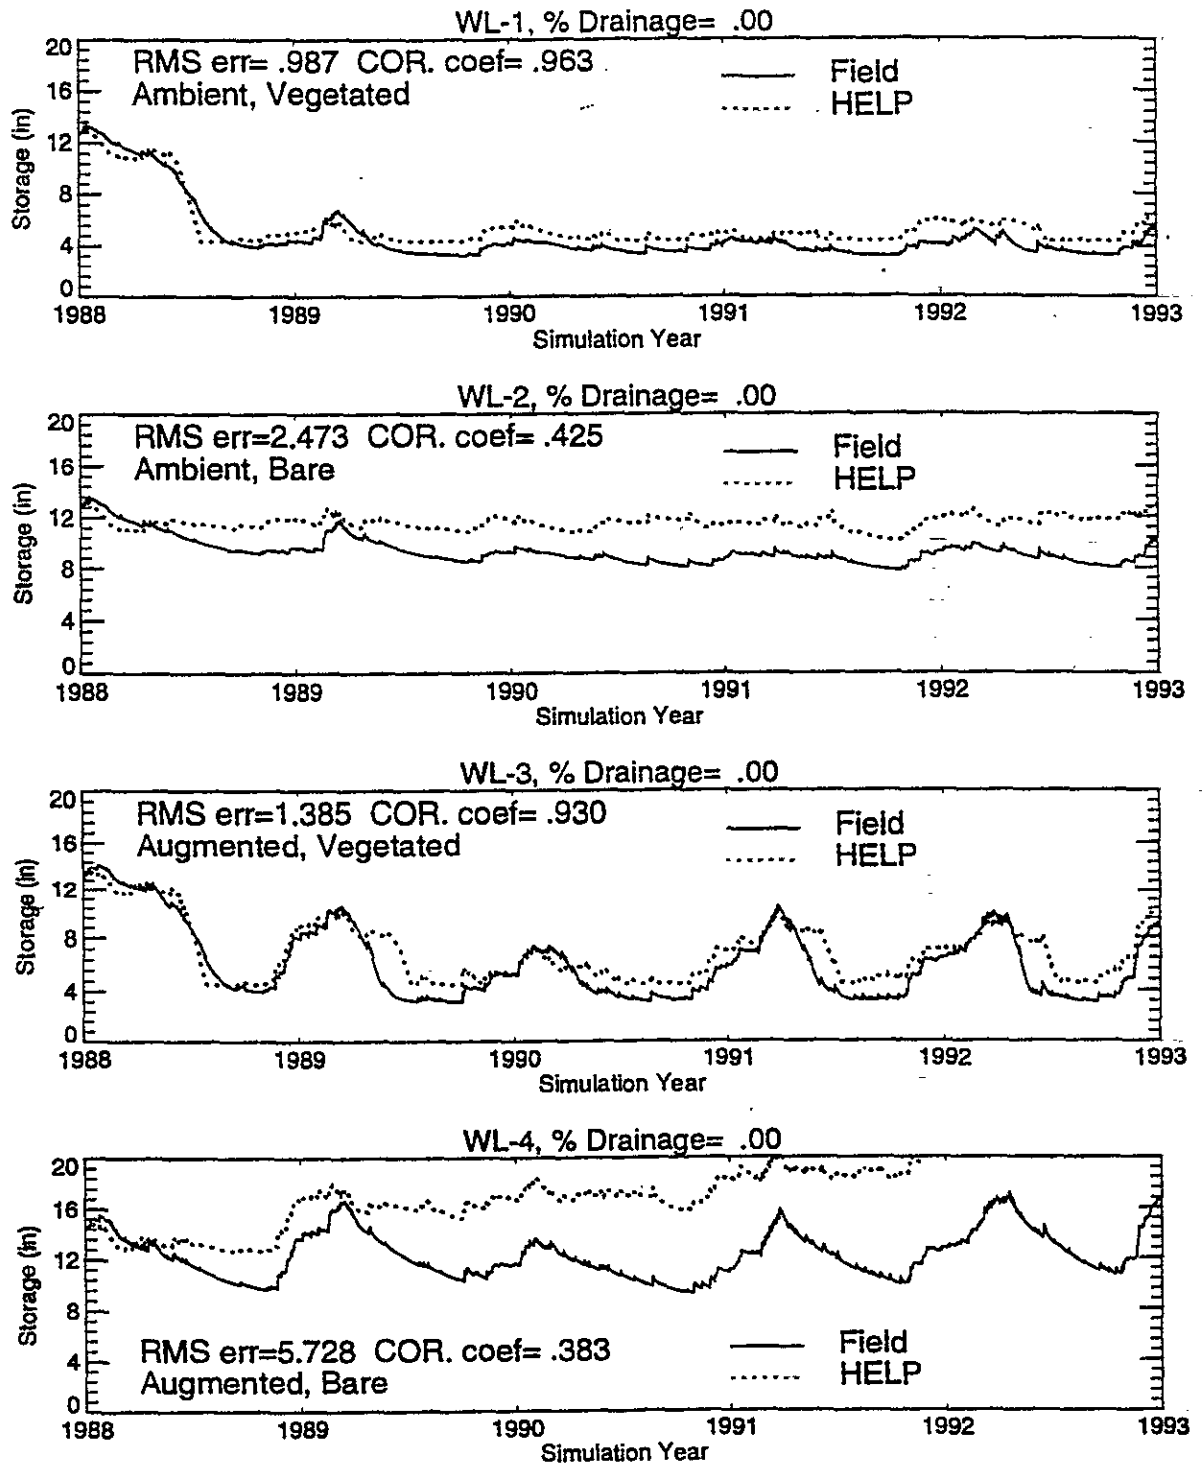 WL-1, % Drainage= .00
RMS err= .987 COR. coef= .963
Ambient, Vegetated
Field
HELP
Storage (in)
20
16
12
8
4
0
1988 1989 1990 1991 1992 1993
Simulation Year
WL-2, % Drainage= .00
RMS err=2.473 COR. coef= .425
Ambient, Bare
Field
HELP
Storage (in)
20
16
12
8
4
0
1988 1989 1990 1991 1992 1993
Simulation Year
WL-3, % Drainage= .00
RMS err=1.385 COR. coef= .930
Augmented, Vegetated
Field
HELP
Storage (in)
20
16
12
8
4
0
1988 1989 1990 1991 1992 1993
Simulation Year
WL-4, % Drainage= .00
Storage (in)
20
16
12
8
4
0
RMS err=5.728 COR. coef= .383
Augmented, Bare
Field
HELP
1988 1989 1990 1991 1992 1993
Simulation Year